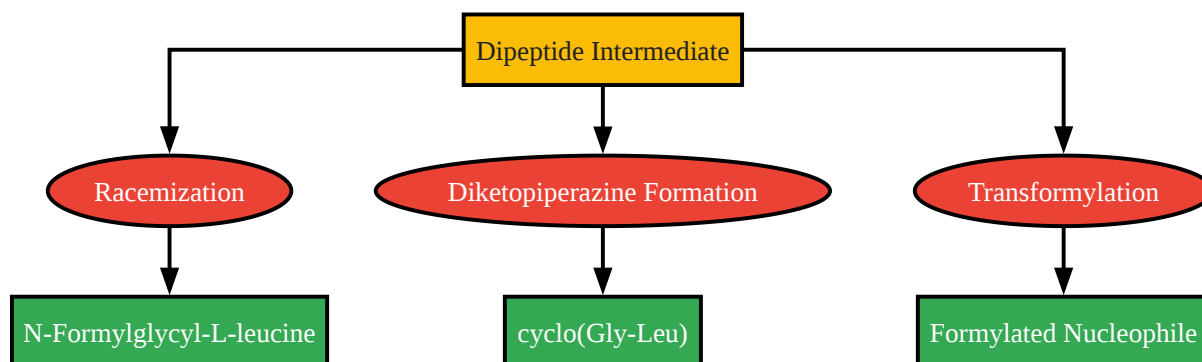 Dipeptide Intermediate
Racemization
Diketopiperazine Formation
Transformylation
N-Formylglycyl-L-leucine
cyclo(Gly-Leu)
Formylated Nucleophile